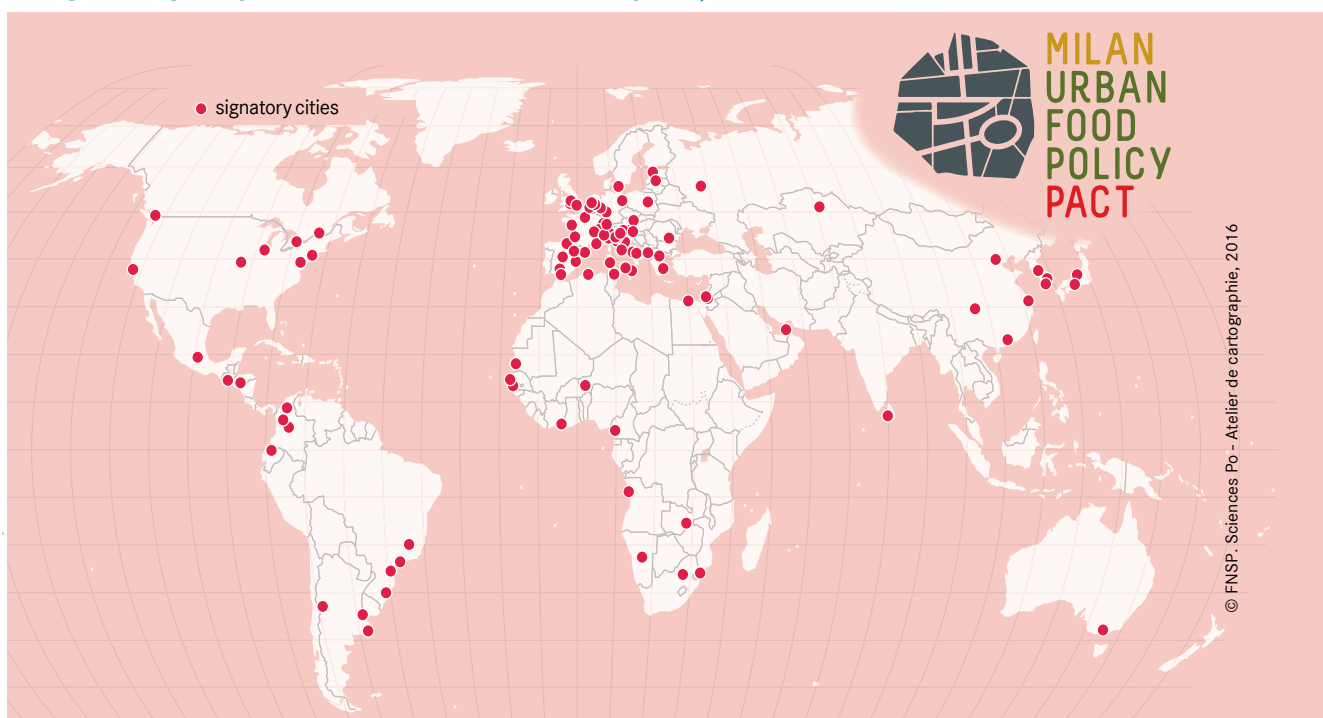 signatory cities
MILAN
URBAN
FOOD
POLICY
PACT
© FNSP. Sciences Po - Atelier de cartographie, 2016